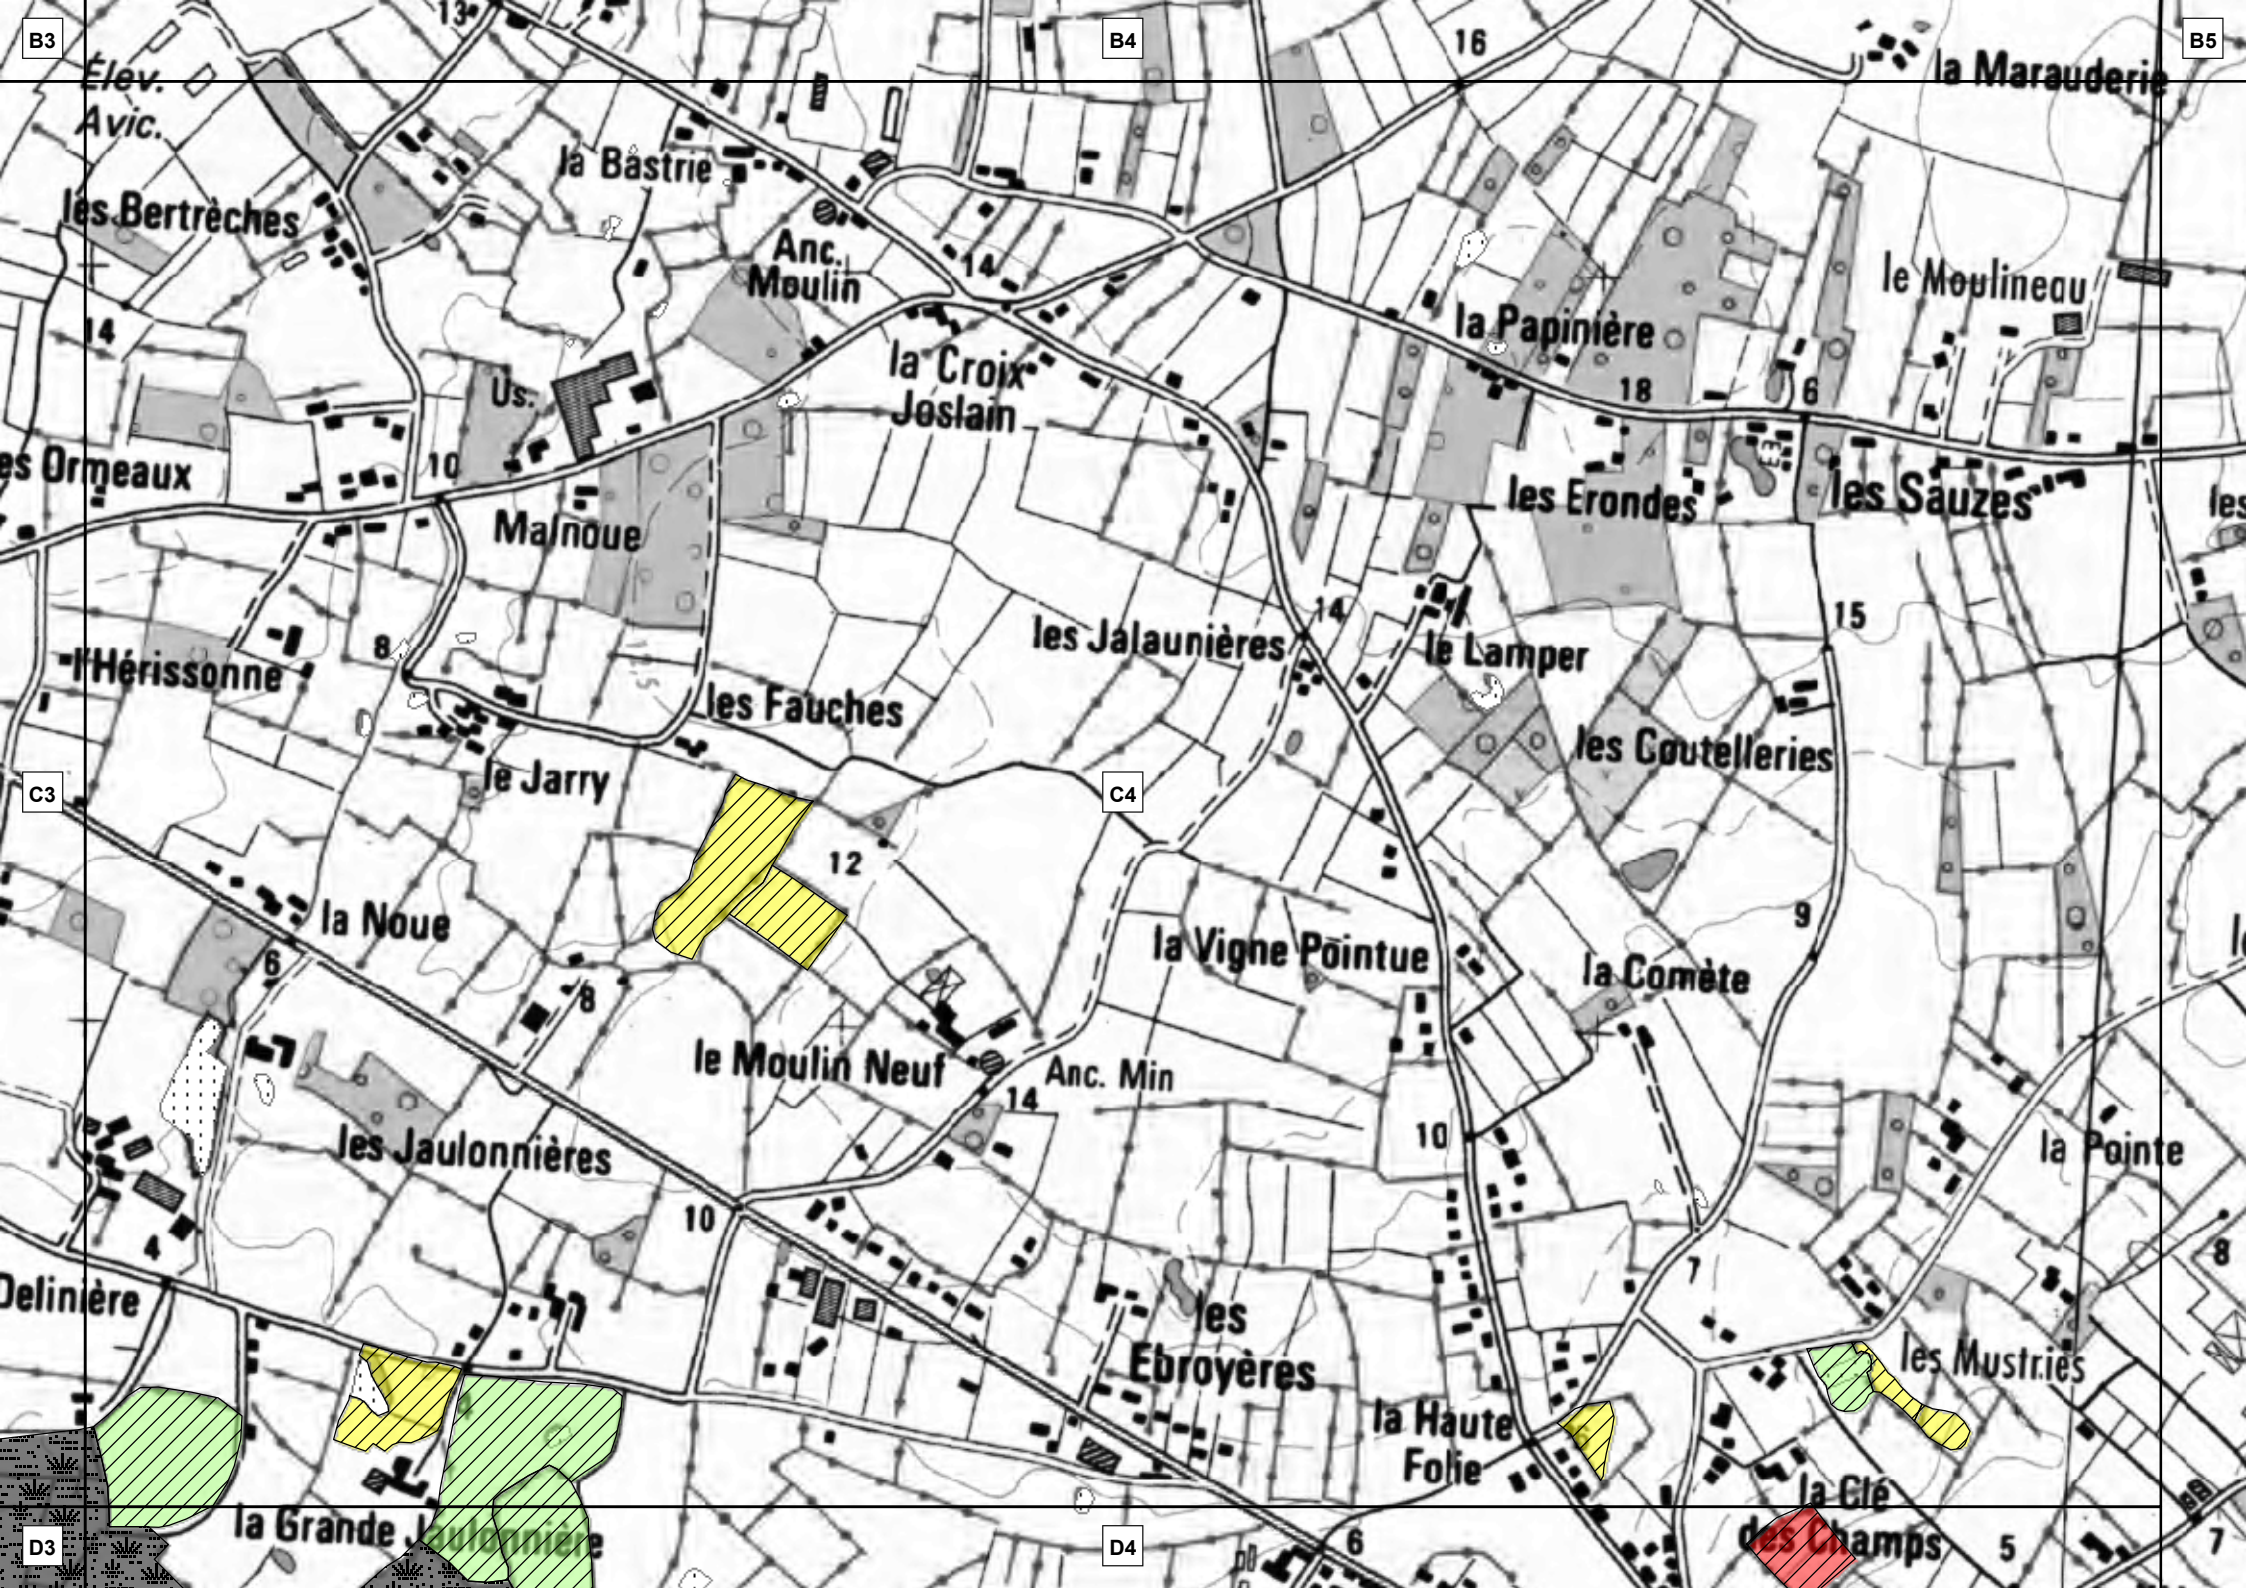 B3
13
B4
16
B5
la Marauderie
Élev.
Avic.
la Bastrie
les Bertrèches
Anc.
Moulin
14
le Moulineau
14
la Papinière
la Croix
Joslain
Us.
18
6
es Ormeaux
10
les Erondes
les Sauzes
les
Malnoue
14
15
les Jalaunières
le Lamper
8
l'Hérissonne
12,5
les Fauches
les Coutelleries
le Jarry
C3
C4
12
la Noue
9
la Vigne Pointue
6
la Comète
8
le Moulin Neuf
Anc. Min
14
10
les Jaulonnières
la Pointe
10
4
8
7
Delinière
les
Ebroyères
les Mustries
la Haute
Folie
la Clé
des Champs
la Grande Jaulonnière
D3
D4
6
5
7